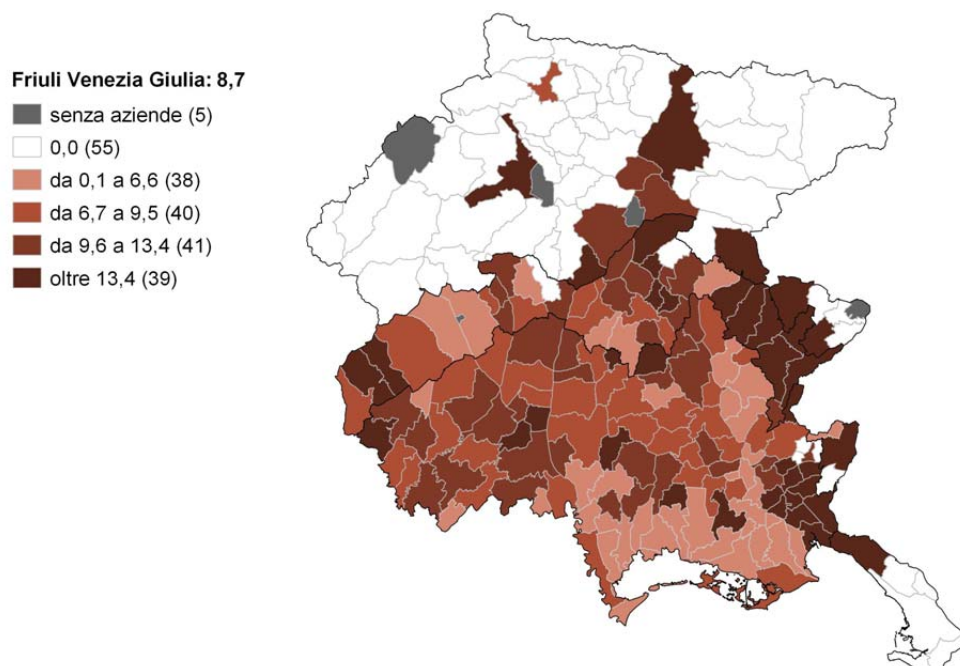 Friuli Venezia Giulia: 8,7
senza aziende (5)
0,0 (55)
da 0,1 a 6,6 (38)
da 6,7 a 9,5 (40)
da 9,6 a 13,4 (41)
oltre 13,4 (39)